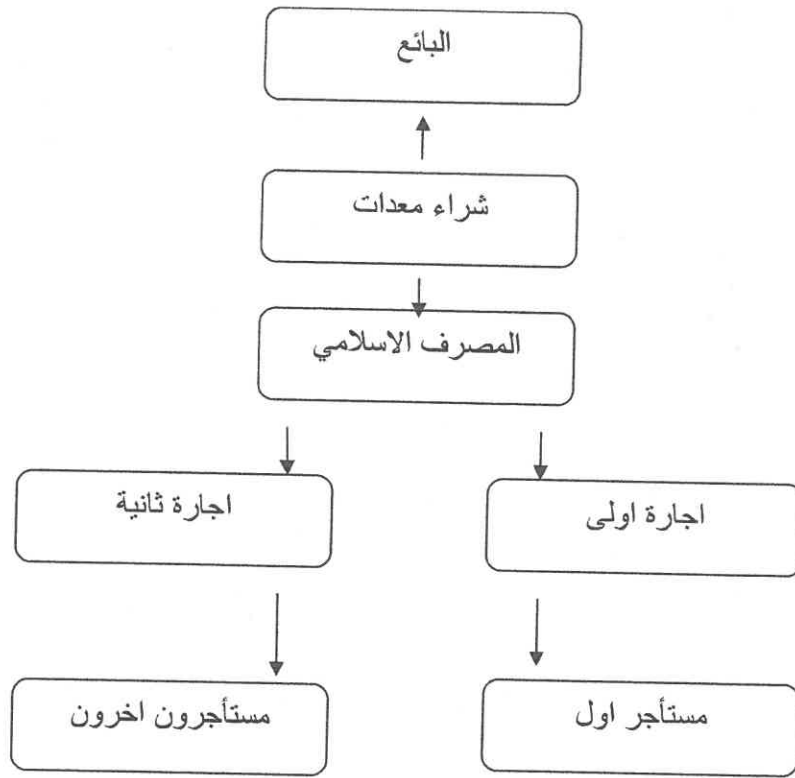 البائع
شراء معدات
المصرف الاسلامي
اجارة اولى
اجارة ثانية
مستأجر اول
مستأجرون اخرون